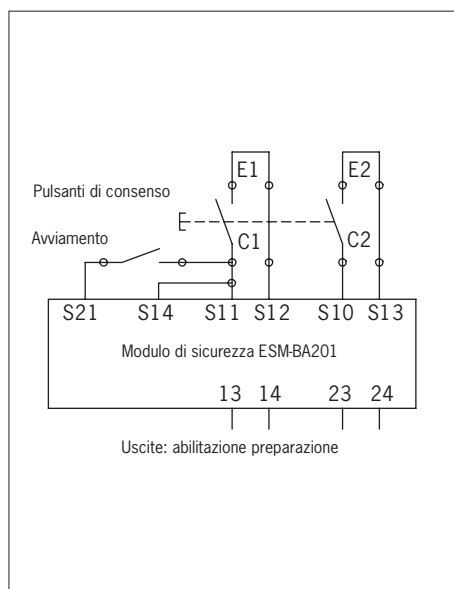 E1 E2
Pulsanti di consenso
C1 C2
Avviamento
S21 S14 S11 S12 S10 S13
Modulo di sicurezza ESM-BA201
13 14 23 24
Uscite: abilitazione preparazione